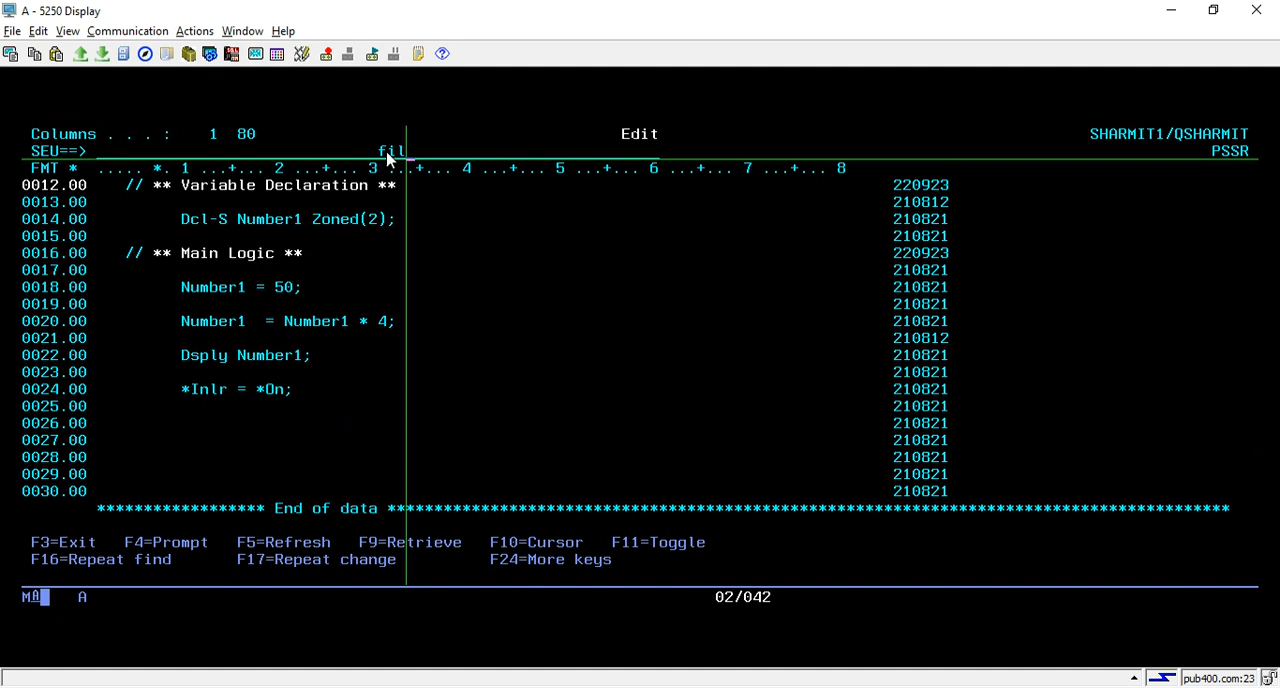 A - 5250 Display
File Edit View Communication Actions Window Help
Columns . . . : 1 80 Edit SHARMIT1/QSHARMIT
SEU==> fil PSSR
FMT * ..... *. 1 ...+... 2 ...+... 3 ...+... 4 ...+... 5 ...+... 6 ...+... 7 ...+... 8
0012.00 // ** Variable Declaration ** 220923
0013.00 210812
0014.00 Dcl-S Number1 Zoned(2); 210821
0015.00 210821
0016.00 // ** Main Logic ** 220923
0017.00 210821
0018.00 Number1 = 50; 210821
0019.00 210821
0020.00 Number1 = Number1 * 4; 210821
0021.00 210812
0022.00 Dsply Number1; 210821
0023.00 210821
0024.00 *Inlr = *On; 210821
0025.00 210821
0026.00 210821
0027.00 210821
0028.00 210821
0029.00 210821
0030.00 210821
****************** End of data ******************************************************************************************
F3=Exit F4=Prompt F5=Refresh F9=Retrieve F10=Cursor F11=Toggle
F16=Repeat find F17=Repeat change F24=More keys
MA A 02/042
pub400.com:23